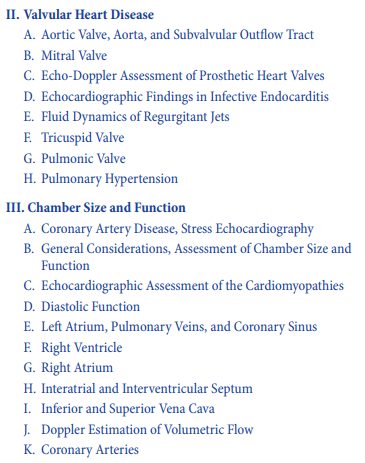 II. Valvular Heart Disease
A. Aortic Valve, Aorta, and Subvalvular Outflow Tract
B. Mitral Valve
C. Echo-Doppler Assessment of Prosthetic Heart Valves
D. Echocardiographic Findings in Infective Endocarditis
E. Fluid Dynamics of Regurgitant Jets
F. Tricuspid Valve
G. Pulmonic Valve
H. Pulmonary Hypertension
III. Chamber Size and Function
A. Coronary Artery Disease, Stress Echocardiography
B. General Considerations, Assessment of Chamber Size and
Function
C. Echocardiographic Assessment of the Cardiomyopathies
D. Diastolic Function
E. Left Atrium, Pulmonary Veins, and Coronary Sinus
F. Right Ventricle
G. Right Atrium
H. Interatrial and Interventricular Septum
I. Inferior and Superior Vena Cava
J. Doppler Estimation of Volumetric Flow
K. Coronary Arteries